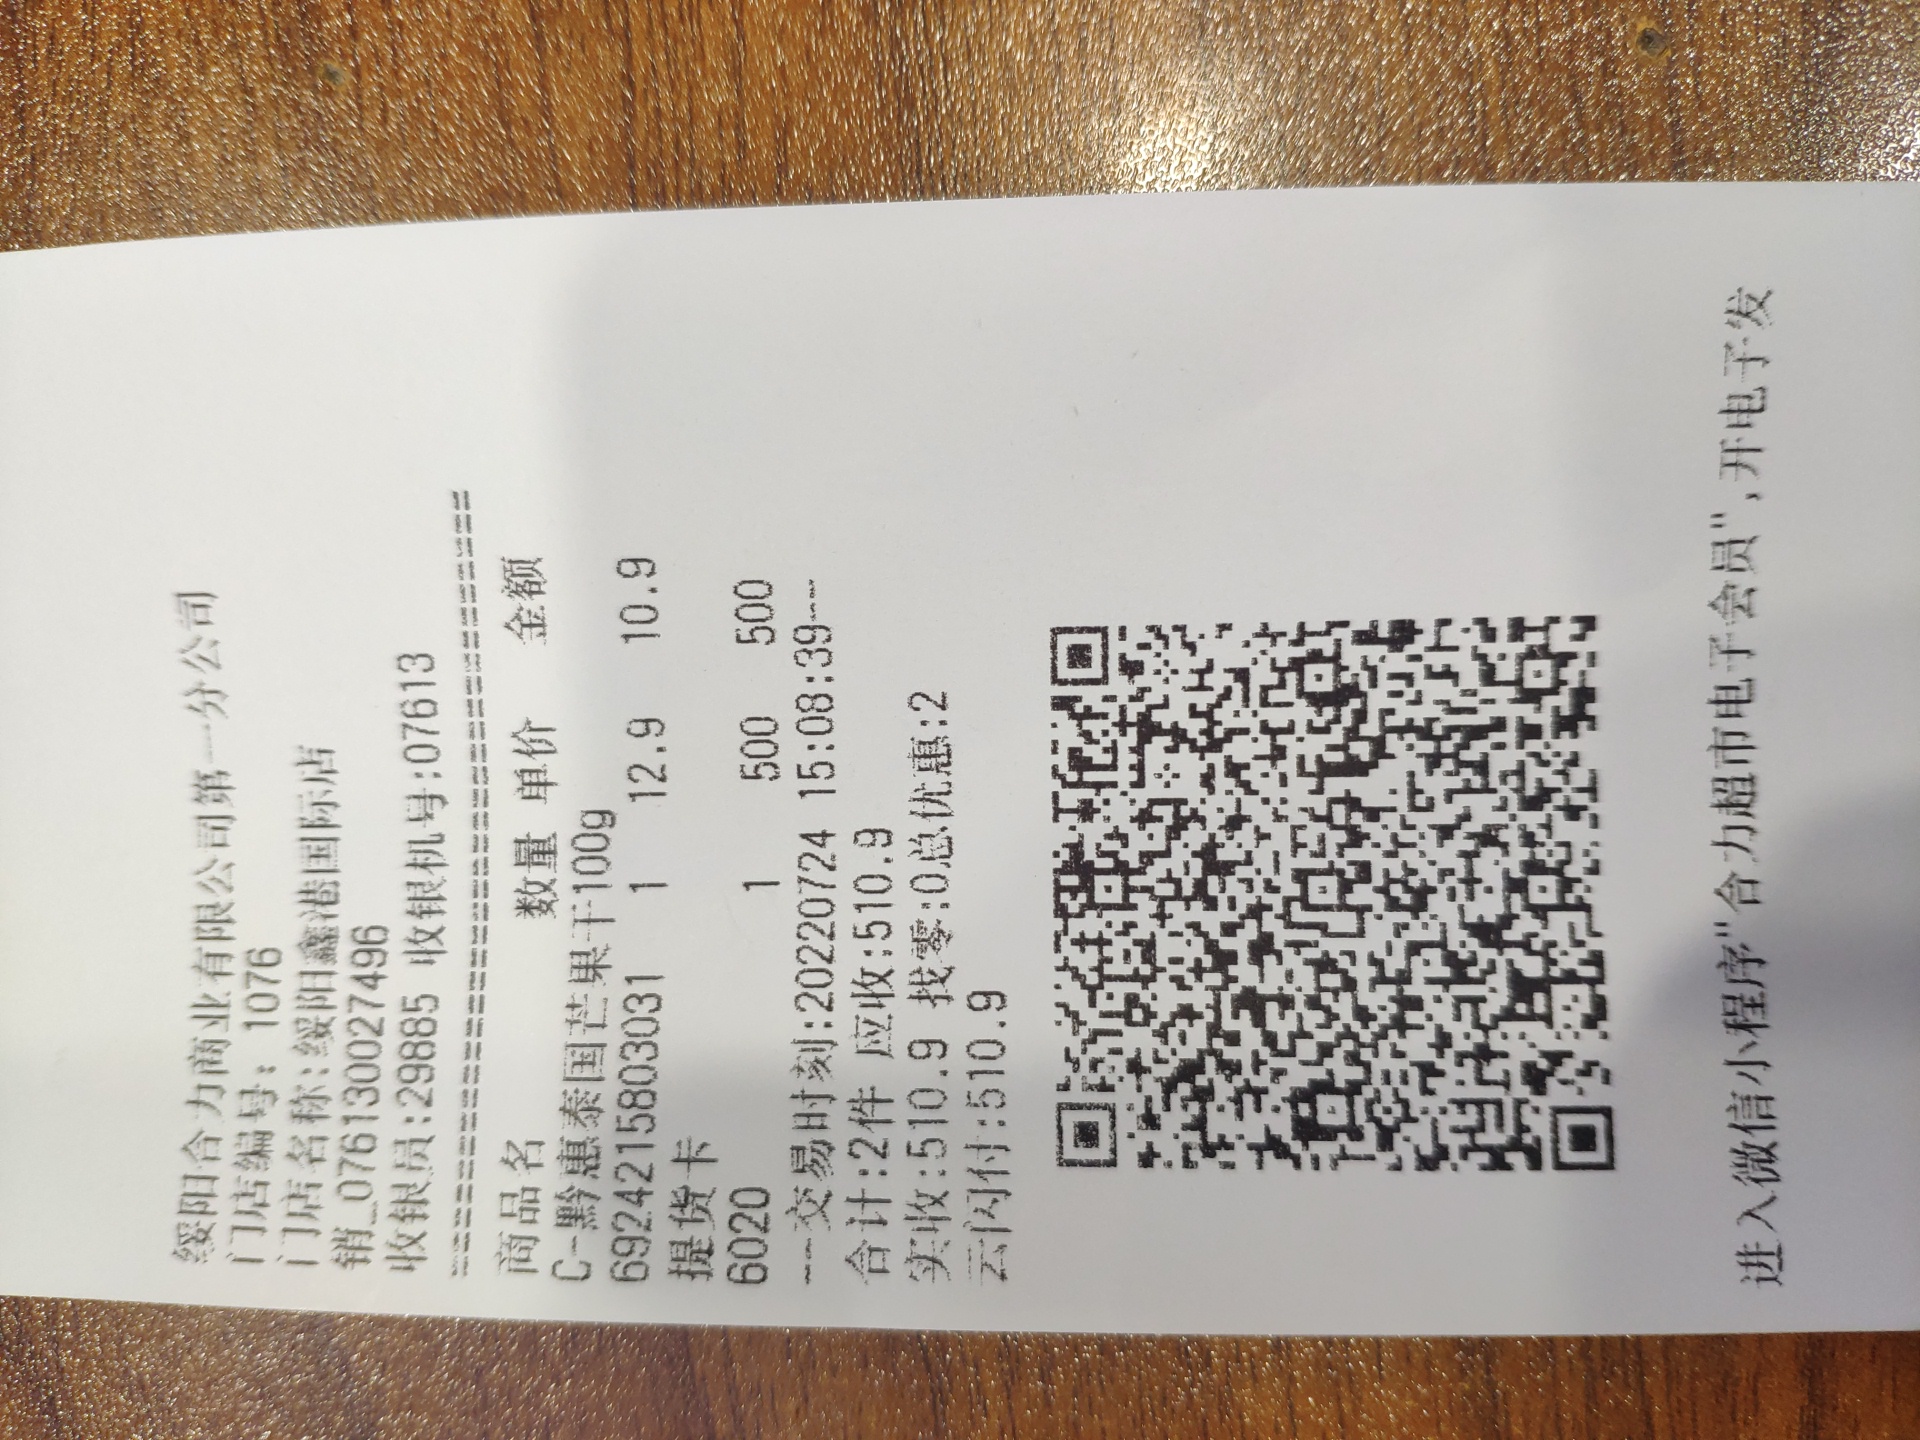 绥阳合力商业有限公司第一分公司
门店编号: 1076
门店名称:绥阳鑫港国际店
销_076130027496
收银员:29885 收银机号:07613
========================================
商品名 数量 单价 金额
C-黔惠泰国芒果干100g
6924215803031 1 12.9 10.9
提货卡
6020 1 500 500
---交易时刻:20220724 15:08:39---
合计:2件 应收:510.9
实收:510.9 找零:0总优惠:2
云闪付:510.9
进入微信小程序"合力超市电子会员",开电子发